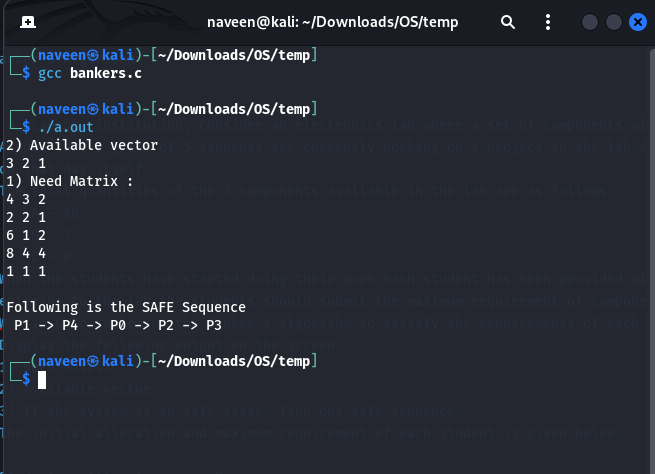 naveen@kali: ~/Downloads/OS/temp
┌──(naveen㉿kali)-[~/Downloads/OS/temp]
└─$ gcc bankers.c
┌──(naveen㉿kali)-[~/Downloads/OS/temp]
└─$ ./a.out
2) Available vector
3 2 1
1) Need Matrix :
4 3 2
2 2 1
6 1 2
8 4 4
1 1 1
Following is the SAFE Sequence
P1 -> P4 -> P0 -> P2 -> P3
┌──(naveen㉿kali)-[~/Downloads/OS/temp]
└─$